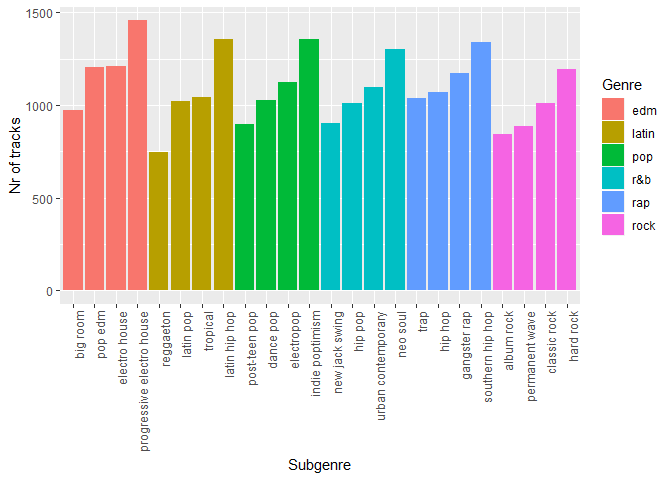 1500
1000
500
0
Nr of tracks
big room
pop edm
electro house
progressive electro house
reggaeton
latin pop
tropical
latin hip hop
post-teen pop
dance pop
electropop
indie poptimism
new jack swing
hip pop
urban contemporary
neo soul
trap
hip hop
gangster rap
southern hip hop
album rock
permanent wave
classic rock
hard rock
Subgenre
Genre
edm
latin
pop
r&b
rap
rock